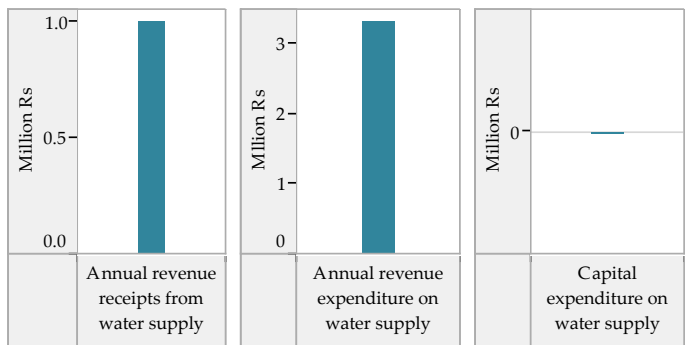 Million Rs
1.0
0.5
0.0
Annual revenue
receipts from
water supply
Mllion Rs
3
2
1
0
Annual revenue
expenditure on
water supply
Million Rs
0
Capital
expenditure on
water supply